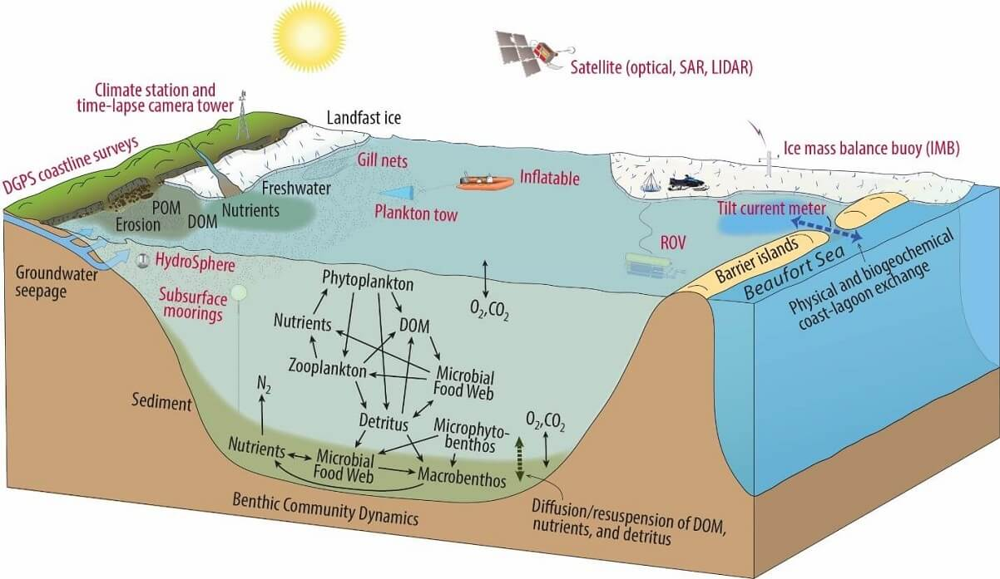 Satellite (optical, SAR, LIDAR)
Climate station and
time-lapse camera tower
Landfast ice
DGPS coastline surveys
Gill nets
Ice mass balance buoy (IMB)
Inflatable
Freshwater
POM
Nutrients
Erosion
DOM
Plankton tow
Tilt current meter
ROV
Barrier islands
Beaufort Sea
Physical and biogeochemical
coast-lagoon exchange
HydroSphere
Groundwater
seepage
Subsurface
moorings
Phytoplankton
O2,CO2
Nutrients
DOM
Zooplankton
Microbial
Food Web
N2
Sediment
Detritus
Microphyto-
benthos
O2,CO2
Nutrients
Microbial
Food Web
Macrobenthos
Benthic Community Dynamics
Diffusion/resuspension of DOM,
nutrients, and detritus